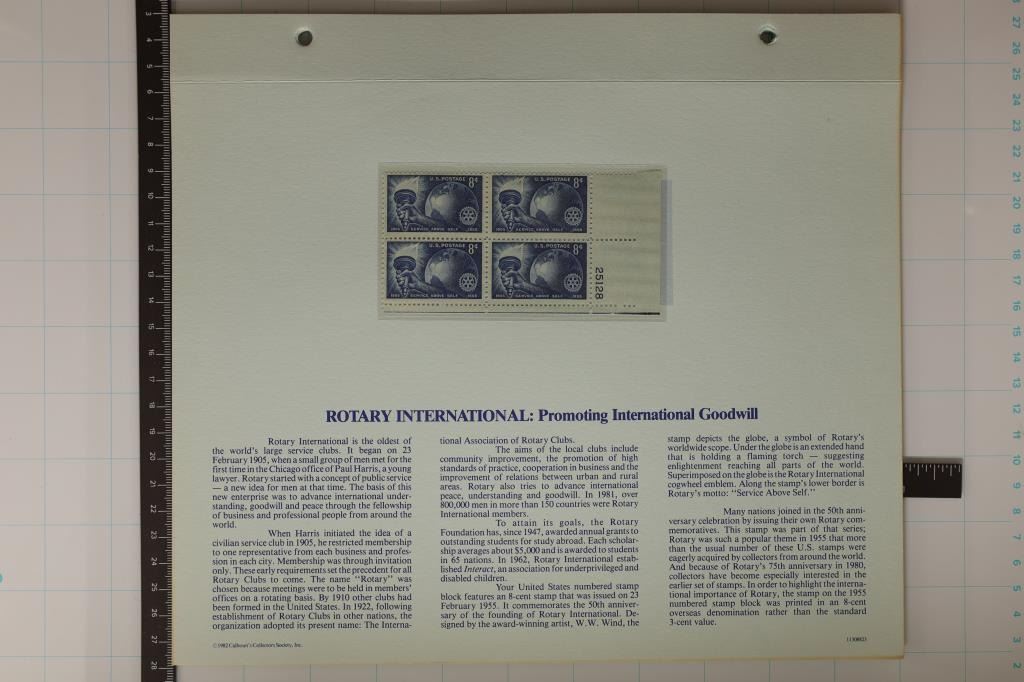 U.S. POSTAGE 8¢
1905 SERVICE ABOVE SELF 1955
U.S. POSTAGE 8¢
1905 SERVICE ABOVE SELF 1955
U.S. POSTAGE 8¢
1905 SERVICE ABOVE SELF 1955
U.S. POSTAGE 8¢
1905 SERVICE ABOVE SELF 1955
25128
ROTARY INTERNATIONAL: Promoting International Goodwill
Rotary International is the oldest of
the world's large service clubs. It began on 23
February 1905, when a small group of men met for the
first time in the Chicago office of Paul Harris, a young
lawyer. Rotary started with a concept of public service
— a new idea for men at that time. The basis of this
new enterprise was to advance international under-
standing, goodwill and peace through the fellowship
of business and professional people from around the
world.
When Harris initiated the idea of a
civilian service club in 1905, he restricted membership
to one representative from each business and profes-
sion in each city. Membership was through invitation
only. These early requirements set the precedent for all
Rotary Clubs to come. The name "Rotary" was
chosen because meetings were to be held in members'
offices on a rotating basis. By 1910 other clubs had
been formed in the United States. In 1922, following
establishment of Rotary Clubs in other nations, the
organization adopted its present name: The Interna-
tional Association of Rotary Clubs.
The aims of the local clubs include
community improvement, the promotion of high
standards of practice, cooperation in business and the
improvement of relations between urban and rural
areas. Rotary also tries to advance international
peace, understanding and goodwill. In 1981, over
800,000 men in more than 150 countries were Rotary
International members.
To attain its goals, the Rotary
Foundation has, since 1947, awarded annual grants to
outstanding students for study abroad. Each scholar-
ship averages about $5,000 and is awarded to students
in 65 nations. In 1962, Rotary International estab-
lished Interact, an association for underprivileged and
disabled children.
Your United States numbered stamp
block features an 8-cent stamp that was issued on 23
February 1955. It commemorates the 50th anniver-
sary of the founding of Rotary International. De-
signed by the award-winning artist, W.W. Wind, the
stamp depicts the globe, a symbol of Rotary's
worldwide scope. Under the globe is an extended hand
that is holding a flaming torch — suggesting
enlightenment reaching all parts of the world.
Superimposed on the globe is the Rotary International
cogwheel emblem. Along the stamp's lower border is
Rotary's motto: "Service Above Self."
Many nations joined in the 50th anni-
versary celebration by issuing their own Rotary com-
memoratives. This stamp was part of that series;
Rotary was such a popular theme in 1955 that more
than the usual number of these U.S. stamps were
eagerly acquired by collectors from around the world.
And because of Rotary's 75th anniversary in 1980,
collectors have become especially interested in the
earlier set of stamps. In order to highlight the interna-
tional importance of Rotary, the stamp on the 1955
numbered stamp block was printed in an 8-cent
overseas denomination rather than the standard
3-cent value.
© 1982 Calhoun's Collectors Society, Inc.